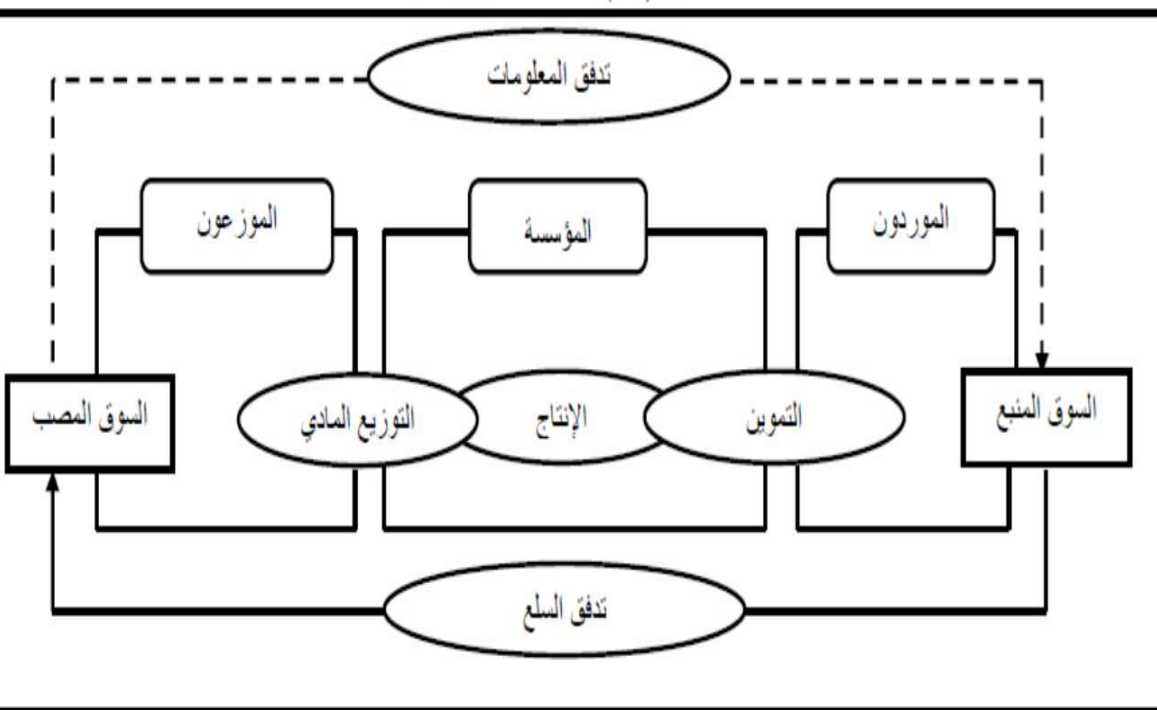 تدفق المعلومات
الموردون
المؤسسة
الموزعون
السوق المنبع
التموين
الإنتاج
التوزيع المادي
السوق المصب
تدفق السلع